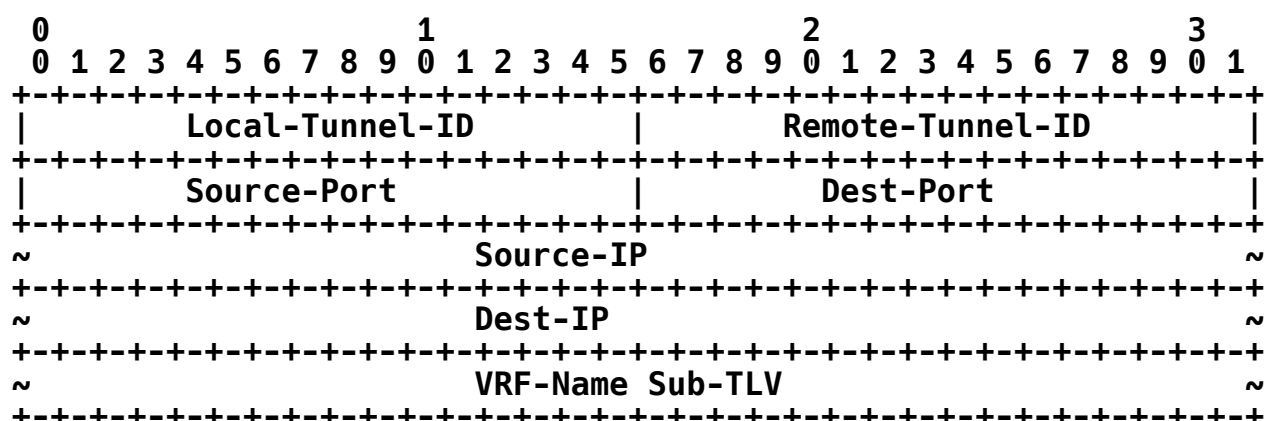 0                   1                   2                   3
 0 1 2 3 4 5 6 7 8 9 0 1 2 3 4 5 6 7 8 9 0 1 2 3 4 5 6 7 8 9 0 1
+-+-+-+-+-+-+-+-+-+-+-+-+-+-+-+-+-+-+-+-+-+-+-+-+-+-+-+-+-+-+-+-+
|        Local-Tunnel-ID        |       Remote-Tunnel-ID        |
+-+-+-+-+-+-+-+-+-+-+-+-+-+-+-+-+-+-+-+-+-+-+-+-+-+-+-+-+-+-+-+-+
|        Source-Port            |         Dest-Port             |
+-+-+-+-+-+-+-+-+-+-+-+-+-+-+-+-+-+-+-+-+-+-+-+-+-+-+-+-+-+-+-+-+
~                       Source-IP                               ~
+-+-+-+-+-+-+-+-+-+-+-+-+-+-+-+-+-+-+-+-+-+-+-+-+-+-+-+-+-+-+-+-+
~                       Dest-IP                                 ~
+-+-+-+-+-+-+-+-+-+-+-+-+-+-+-+-+-+-+-+-+-+-+-+-+-+-+-+-+-+-+-+-+
~                       VRF-Name Sub-TLV                        ~
+-+-+-+-+-+-+-+-+-+-+-+-+-+-+-+-+-+-+-+-+-+-+-+-+-+-+-+-+-+-+-+-+